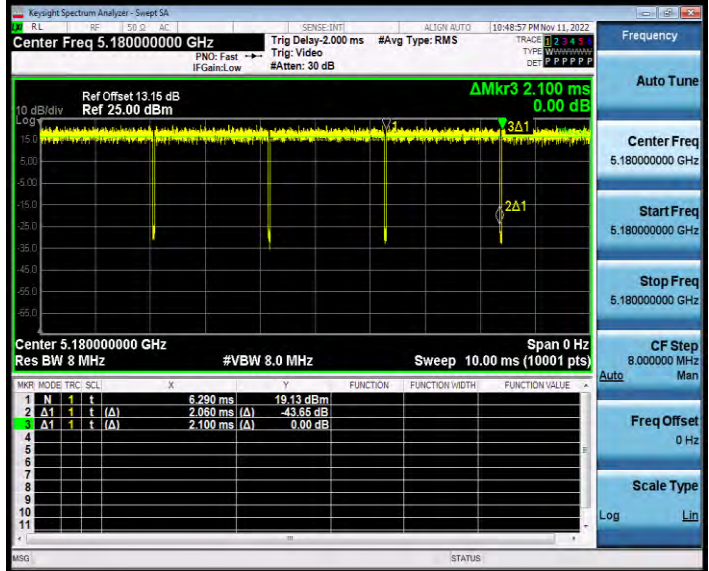 Keysight Spectrum Analyzer - Swept SA
RL RF 50 Ω AC SENSE:INT ALIGN AUTO 10:48:57 PM Nov 11, 2022
Center Freq 5.180000000 GHz Trig Delay-2.000 ms #Avg Type: RMS TRACE 1 2 3 4 5 6
PNO: Fast Trig: Video TYPE WWWWWW
IFGain:Low #Atten: 30 dB DET P P P P P P
ΔMkr3 2.100 ms
0.00 dB
Ref Offset 13.15 dB
10 dB/div Ref 25.00 dBm
Log
1 3Δ1
15.0
5.00
-5.00
-15.0
2Δ1
-25.0
-35.0
-45.0
-55.0
-65.0
Center 5.180000000 GHz Span 0 Hz
Res BW 8 MHz #VBW 8.0 MHz Sweep 10.00 ms (10001 pts)
MKR MODE TRC SCL X Y FUNCTION FUNCTION WIDTH FUNCTION VALUE
1 N 1 t 6.290 ms 19.13 dBm
2 Δ1 1 t (Δ) 2.060 ms (Δ) -43.65 dB
3 Δ1 1 t (Δ) 2.100 ms (Δ) 0.00 dB
4
5
6
7
8
9
10
11
MSG STATUS
Frequency
Auto Tune
Center Freq
5.180000000 GHz
Start Freq
5.180000000 GHz
Stop Freq
5.180000000 GHz
CF Step
8.000000 MHz
Auto Man
Freq Offset
0 Hz
Scale Type
Log Lin